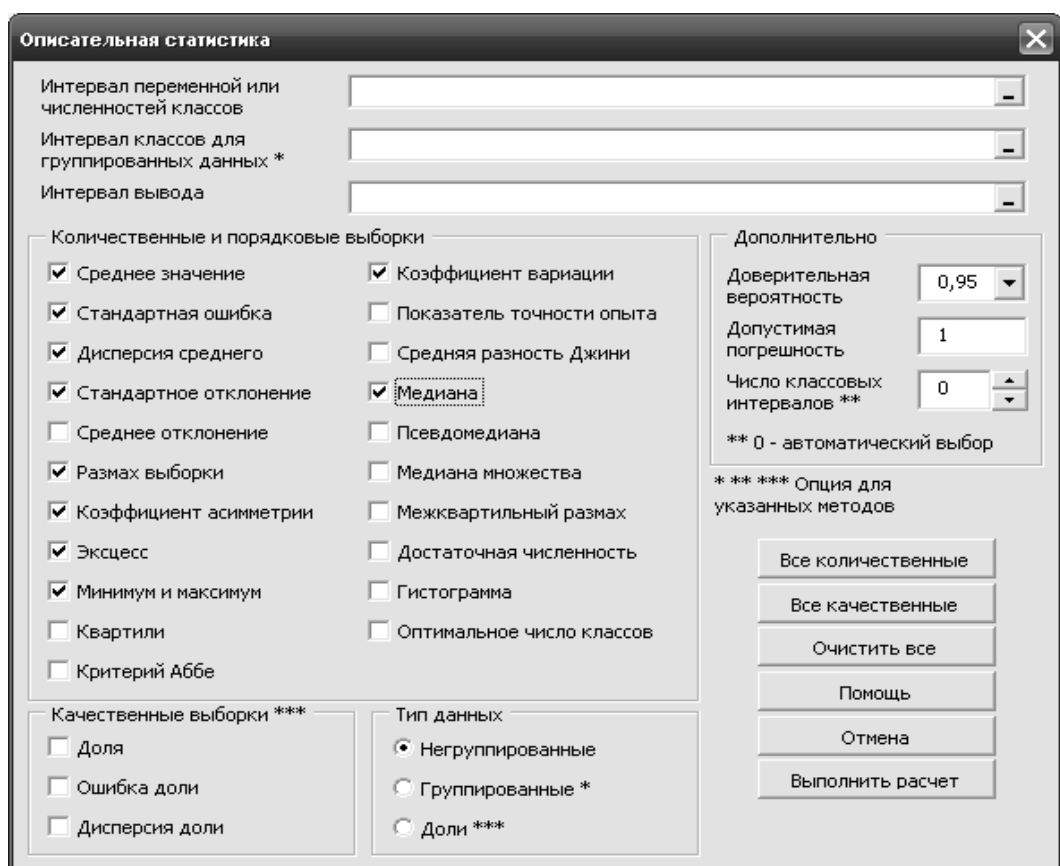 Описательная статистика
Интервал переменной или
численностей классов
Интервал классов для
группированных данных *
Интервал вывода
Количественные и порядковые выборки
Среднее значение
Стандартная ошибка
Дисперсия среднего
Стандартное отклонение
Среднее отклонение
Размах выборки
Коэффициент асимметрии
Эксцесс
Минимум и максимум
Квартили
Критерий Аббе
Коэффициент вариации
Показатель точности опыта
Средняя разность Джини
Медиана
Псевдомедиана
Медиана множества
Межквартильный размах
Достаточная численность
Гистограмма
Оптимальное число классов
Дополнительно
Доверительная
вероятность
0,95
Допустимая
погрешность
1
Число классовых
интервалов **
0
** 0 - автоматический выбор
* ** *** Опция для
указанных методов
Все количественные
Все качественные
Очистить все
Помощь
Отмена
Выполнить расчет
Качественные выборки ***
Доля
Ошибка доли
Дисперсия доли
Тип данных
Негруппированные
Группированные *
Доли ***